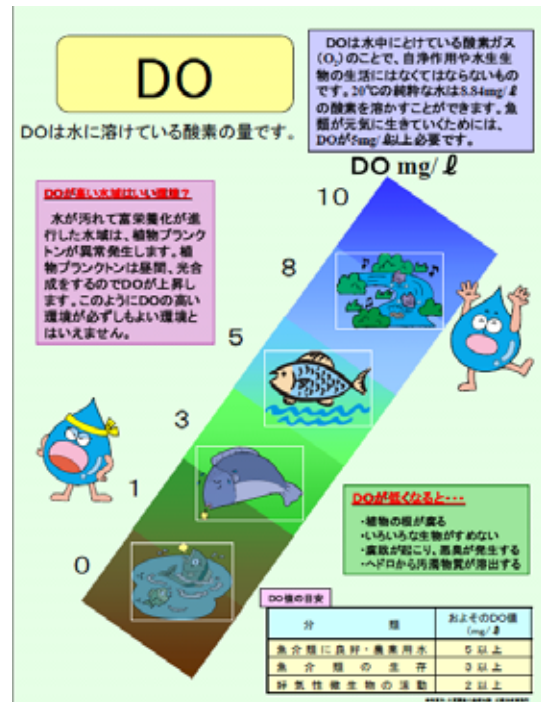 DO
DOは水に溶けている酸素の量です。
DOは水中にとけている酸素ガス
(O₂)のことで、自浄作用や水生生
物の生活にはなくてはならないもの
です。20℃の純粋な水は8.84mg/ℓ
の酸素を溶かすことができます。魚
類が元気に生きていくためには、
DOが5mg/ℓ以上必要です。
DO mg/ℓ
10
8
5
3
1
0
DOが高い水域はいい環境?
水が汚れて富栄養化が進
行した水域は、植物プランク
トンが異常発生します。植
物プランクトンは昼間、光合
成をするのでDOが上昇し
ます。このようにDOの高い
環境が必ずしもよい環境と
はいえません。
DOが低くなると・・・
・植物の根が腐る
・いろいろな生物がすめない
・腐敗が起こり、悪臭が発生する
・ヘドロから汚濁物質が溶出する
DO値の目安
分類 およそのDO値
(mg/ℓ
魚介類に良好・農業用水 5以上
魚介類の生存 3以上
好気性微生物の活動 2以上